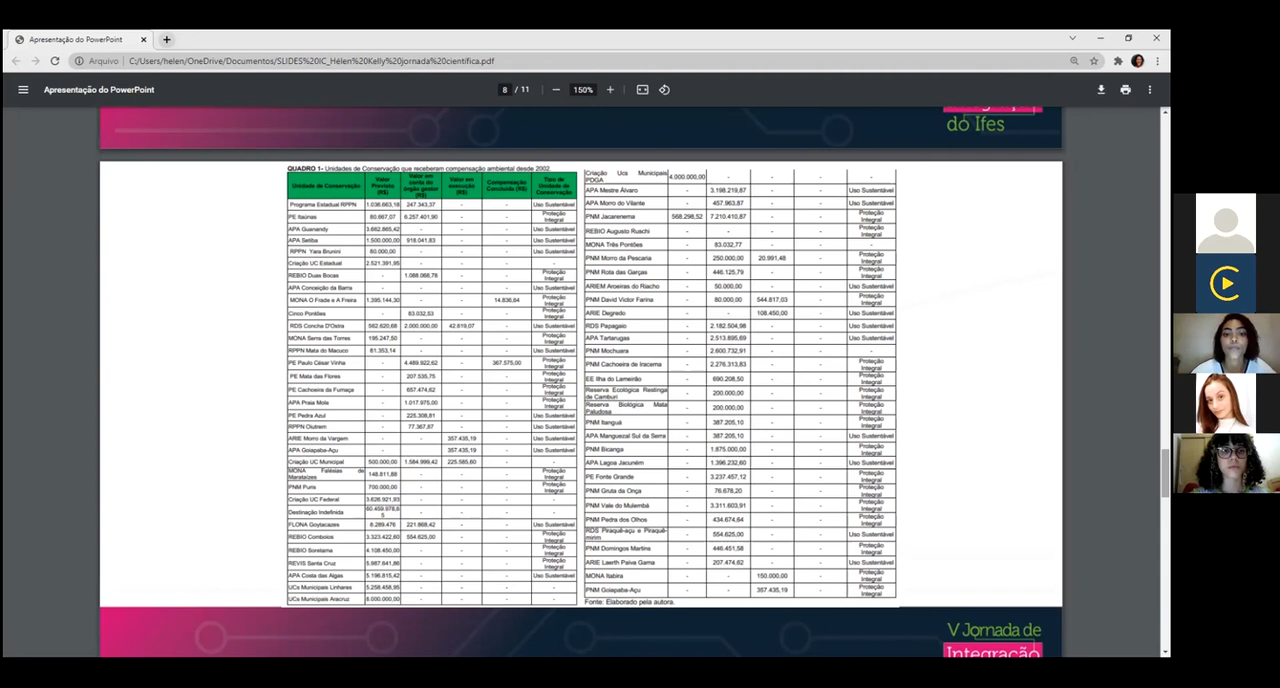 Apresentação do PowerPoint
Arquivo C:/Users/helen/OneDrive/Documentos/SLIDES%20IC_Hélen%20Kelly%20jornada%20científica.pdf
Apresentação do PowerPoint 8 / 11 150%
do Ifes
QUADRO 1- Unidades de Conservação que receberam compensação ambiental desde 2002.
Unidade de Conservação Valor Previsto (R$) Valor em conta do órgão gestor (R$) Valor em execução (R$) Compensação Concluída (R$) Tipo de Unidade de Conservação
Programa Estadual RPPN 1.036.663,18 247.343,37 - - Uso Sustentável
PE Itaúnas 80.667,07 6.257.401,90 - - Proteção Integral
APA Guanandy 3.662.865,42 - - - Uso Sustentável
APA Setiba 1.500.000,00 918.041,83 - - Uso Sustentável
RPPN Yara Brunini 80.000,00 - - - Uso Sustentável
Criação UC Estadual 2.521.391,95 - - - -
REBIO Duas Bocas - 1.088.068,78 - - Proteção Integral
APA Conceição da Barra - - - - Uso Sustentável
MONA O Frade e A Freira 1.395.144,30 - - 14.836,64 Proteção Integral
Cinco Pontões - 83.032,53 - -
RDS Concha D'Ostra 562.620,68 2.000.000,00 42.619,07 - Uso Sustentável
MONA Serra das Torres 195.247,50 - - - Proteção Integral
RPPN Mata do Macuco 81.353,14 - - - Uso Sustentável
PE Paulo César Vinha - 4.489.922,62 - 367.575,00 Proteção Integral
PE Mata das Flores - 207.535,75 - - Proteção Integral
PE Cachoeira da Fumaça - 657.474,62 - - Proteção Integral
APA Praia Mole - 1.017.975,00 - - Proteção Integral
PE Pedra Azul - 225.308,81 - - Uso Sustentável
RPPN Oiutrem - 77.367,87 - - Uso Sustentável
ARIE Morro da Vargem - - 357.435,19 - Uso Sustentável
APA Goiapaba-Açu - - 357.435,19 - Uso Sustentável
Criação UC Municipal 500.000,00 1.584.999,42 225.585,60 - -
MONA Falésias de Marataízes 148.811,88 - - - Proteção Integral
PNM Puris 700.000,00 - - - Proteção Integral
Criação UC Federal 3.626.921,93 - - - -
Destinação Indefinida 60.459.978,65 - - - -
FLONA Goytacazes 8.289,476 221.868,42 - - Uso Sustentável
REBIO Comboios 3.323.422,60 554.625,00 - - Proteção Integral
REBIO Sooretama 4.108.450,00 - - - Proteção Integral
REVIS Santa Cruz 5.987.641,86 - - - Proteção Integral
APA Costa das Algas 5.196.815,42 - - - Uso Sustentável
UCs Municipais Linhares 5.258.458,95 - - - -
UCs Municipais Aracruz 6.000.000,00 - - - -
Criação Ucs Municipais PDGA 4.000.000,00 - - - -
APA Mestre Álvaro - 3.198.219,87 - - Uso Sustentável
APA Morro do Vilante - 457.963,87 - - Uso Sustentável
PNM Jacarenema 568.298,52 7.210.410,87 - - Proteção Integral
REBIO Augusto Ruschi - - - - Proteção Integral
MONA Três Pontões - 83.032,77 - - -
PNM Morro da Pescaria - 250.000,00 20.991,48 - Proteção Integral
PNM Rota das Garças - 446.125,79 - - Proteção Integral
ARIEM Aroeiras do Riacho - 50.000,00 - - Uso Sustentável
PNM David Victor Farina - 80.000,00 544.817,03 - Proteção Integral
ARIE Degredo - - 108.450,00 - Uso Sustentável
RDS Papagaio - 2.182.504,98 - - Uso Sustentável
APA Tartarugas - 2.513.895,69 - - Uso Sustentável
PNM Mochuara - 2.600.732,91 - - -
PNM Cachoeira de Iracema - 2.276.313,83 - - Proteção Integral
EE Ilha do Lameirão - 690.208,50 - - Proteção Integral
Reserva Ecológica Restinga de Camburi - 200.000,00 - - Proteção Integral
Reserva Biológica Mata Paludosa - 200.000,00 - - Proteção Integral
PNM Itanguá - 387.205,10 - - Proteção Integral
APA Manguezal Sul da Serra - 387.205,10 - - Uso Sustentável
PNM Bicanga - 1.875.000,00 - - Proteção Integral
APA Lagoa Jacuném - 1.396.232,60 - - Uso Sustentável
PE Fonte Grande - 3.237.457,12 - - Proteção Integral
PNM Gruta da Onça - 76.678,20 - - Proteção Integral
PNM Vale do Mulembá - 3.311.603,91 - - Proteção Integral
PNM Pedra dos Olhos - 434.674,64 - - Proteção Integral
RDS Piraquê-açu e Piraquê-mirim - 554.625,00 - - Uso Sustentável
PNM Domingos Martins - 446.451,58 - - Proteção Integral
ARIE Laerth Paiva Gama - 207.474,62 - - Uso Sustentável
MONA Itabira - - 150.000,00 - Proteção Integral
PNM Goiapaba-Açu - - 357.435,19 - Proteção Integral
Fonte: Elaborado pela autora.
V Jornada de
Integração